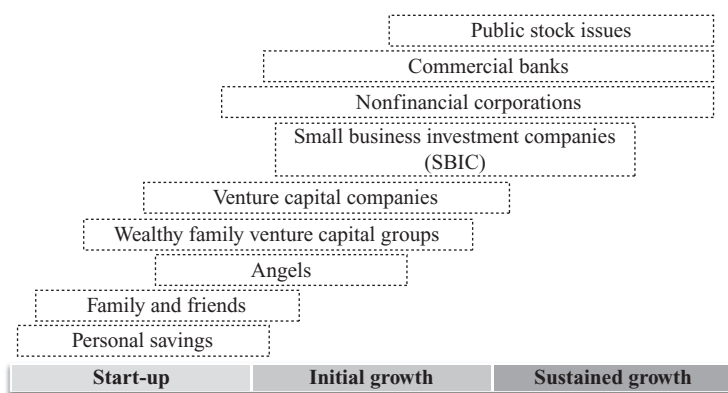 Public stock issues
Commercial banks
Nonfinancial corporations
Small business investment companies
(SBIC)
Venture capital companies
Wealthy family venture capital groups
Angels
Family and friends
Personal savings
Start-up Initial growth Sustained growth